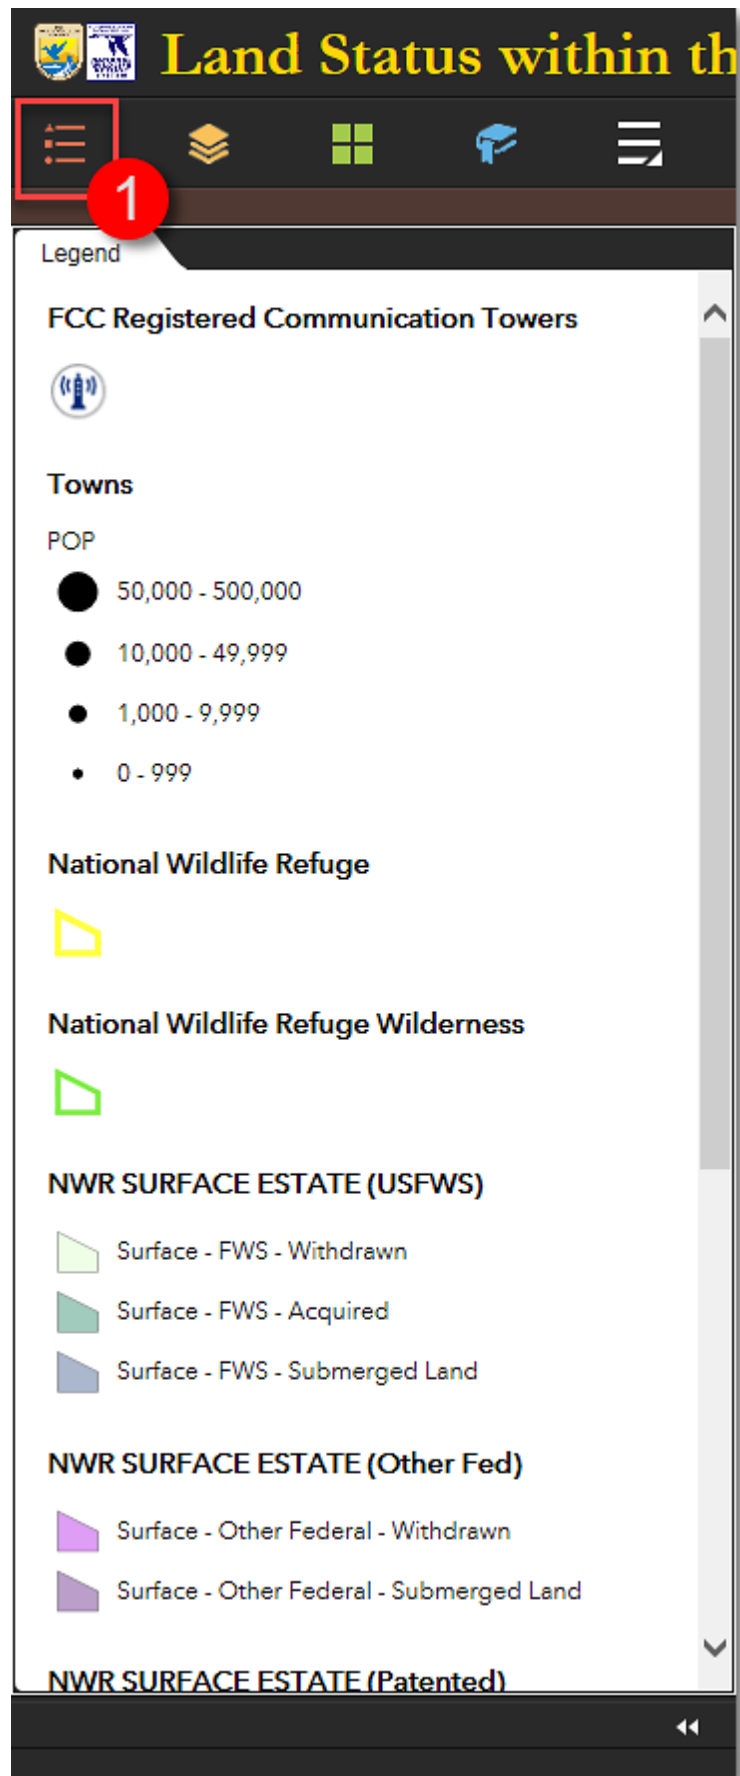 Land Status within th
1
Legend
FCC Registered Communication Towers
Towns
POP
50,000 - 500,000
10,000 - 49,999
1,000 - 9,999
0 - 999
National Wildlife Refuge
National Wildlife Refuge Wilderness
NWR SURFACE ESTATE (USFWS)
Surface - FWS - Withdrawn
Surface - FWS - Acquired
Surface - FWS - Submerged Land
NWR SURFACE ESTATE (Other Fed)
Surface - Other Federal - Withdrawn
Surface - Other Federal - Submerged Land
NWR SURFACE ESTATE (Patented)